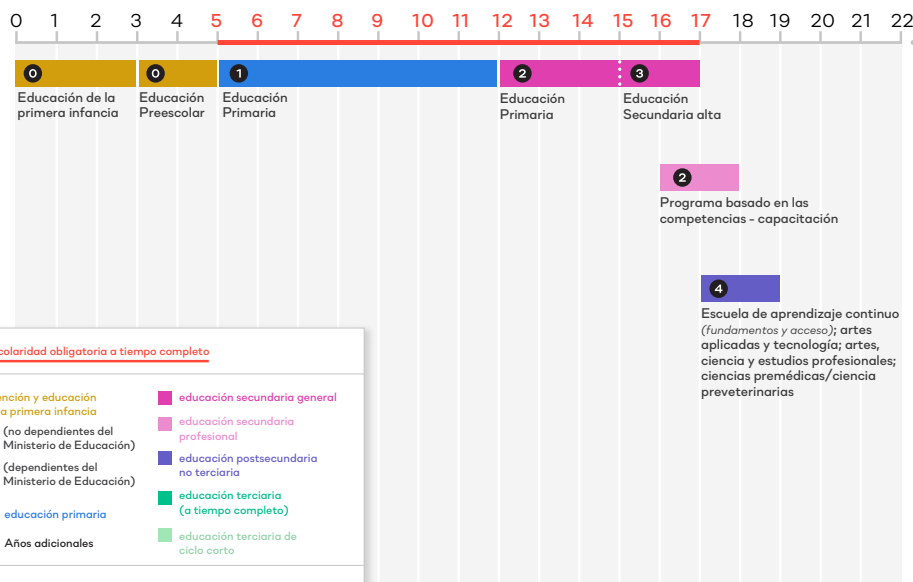 0 1 2 3 4 5 6 7 8 9 10 11 12 13 14 15 16 17 18 19 20 21 22
0 0 1 2 3
Educación de la
primera infancia
Educación
Preescolar
Educación
Primaria
Educación
Primaria
Educación
Secundaria alta
2
Programa basado en las
competencias - capacitación
4
Escuela de aprendizaje continuo
(fundamentos y acceso); artes
aplicadas y tecnología; artes,
ciencia y estudios profesionales;
ciencias premédicas/ciencia
preveterinarias
colaridad obligatoria a tiempo completo
ención y educación
a primera infancia
(no dependientes del
Ministerio de Educación)
(dependientes del
Ministerio de Educación)
educación primaria
Años adicionales
educación secundaria general
educación secundaria
profesional
educación postsecundaria
no terciaria
educación terciaria
(a tiempo completo)
educación terciaria de
ciclo corto